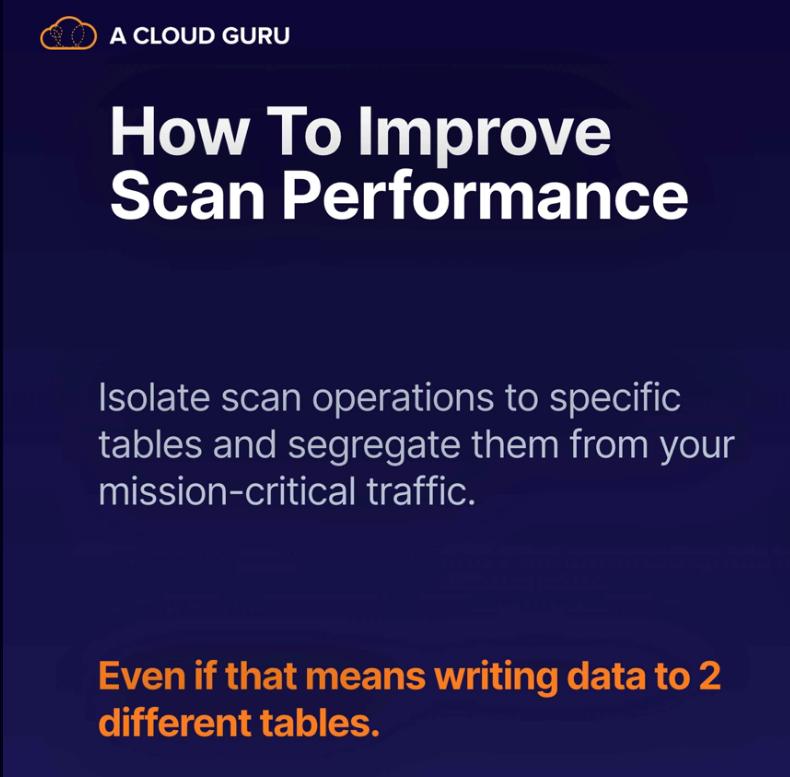 A CLOUD GURU
How To Improve
Scan Performance
Isolate scan operations to specific
tables and segregate them from your
mission-critical traffic.
Even if that means writing data to 2
different tables.